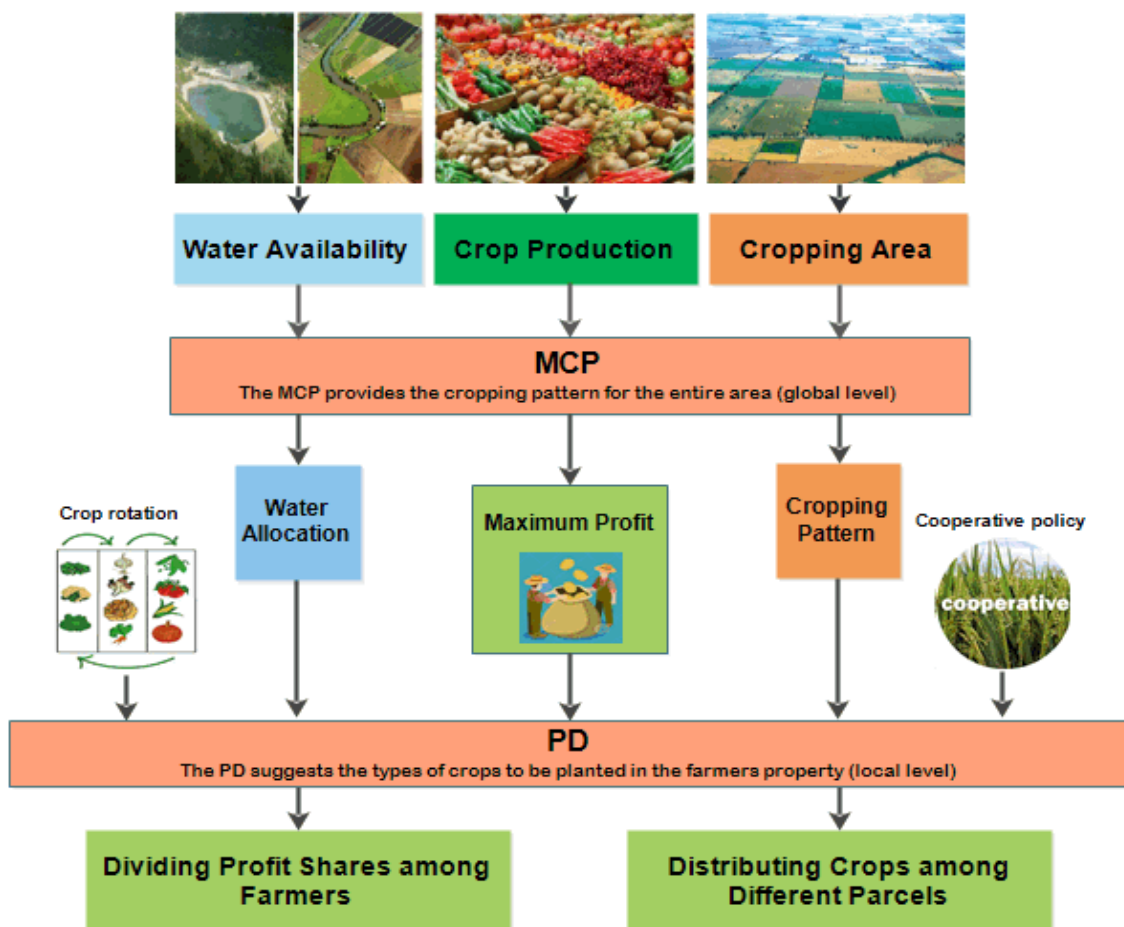 Water Availability
Crop Production
Cropping Area
MCP
The MCP provides the cropping pattern for the entire area (global level)
Crop rotation
Water
Allocation
Maximum Profit
Cropping
Pattern
Cooperative policy
cooperative
PD
The PD suggests the types of crops to be planted in the farmers property (local level)
Dividing Profit Shares among
Farmers
Distributing Crops among
Different Parcels